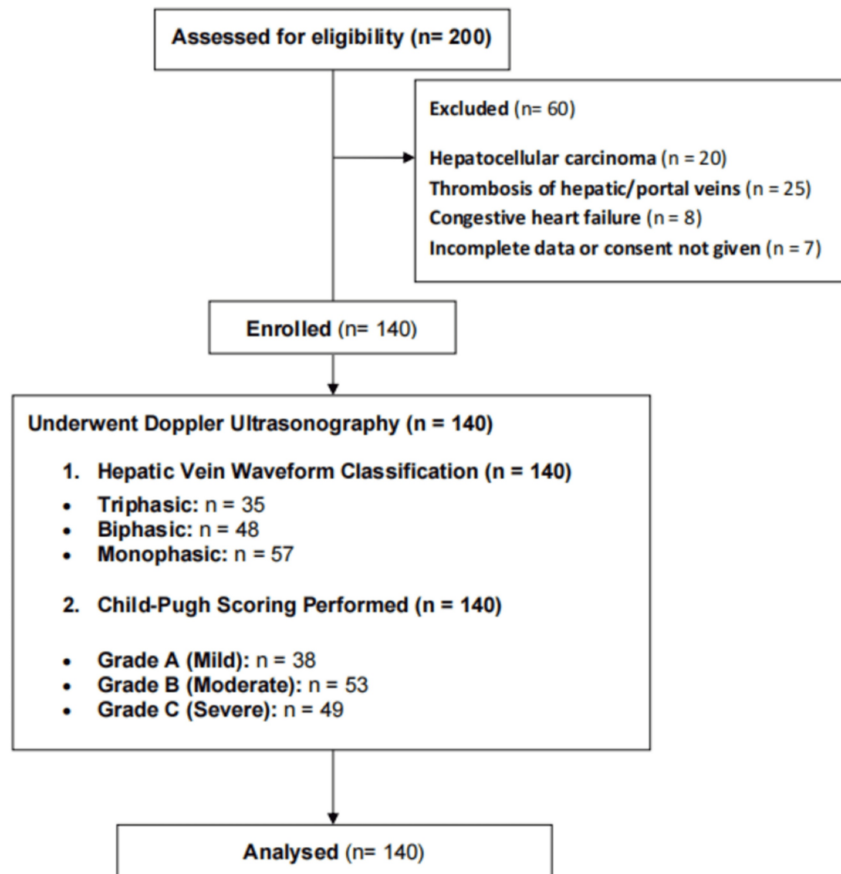 Assessed for eligibility (n= 200)
Excluded (n= 60)
Hepatocellular carcinoma (n = 20)
Thrombosis of hepatic/portal veins (n = 25)
Congestive heart failure (n = 8)
Incomplete data or consent not given (n = 7)
Enrolled (n= 140)
Underwent Doppler Ultrasonography (n = 140)
1. Hepatic Vein Waveform Classification (n = 140)
• Triphasic: n = 35
• Biphasic: n = 48
• Monophasic: n = 57
2. Child-Pugh Scoring Performed (n = 140)
• Grade A (Mild): n = 38
• Grade B (Moderate): n = 53
• Grade C (Severe): n = 49
Analysed (n= 140)